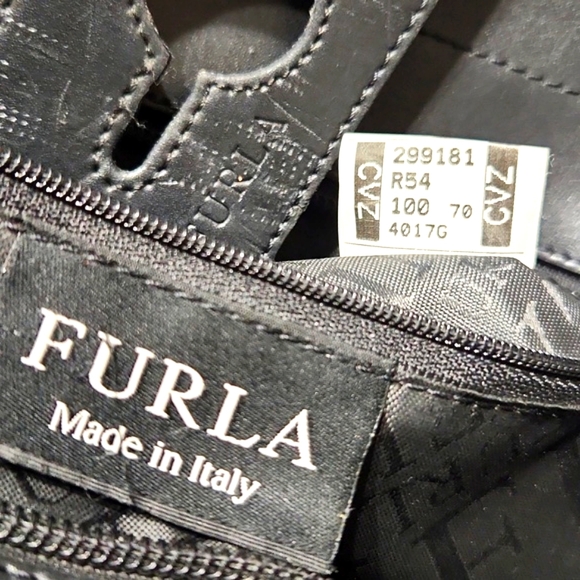 FURLA
299181
R54
100 70
4017G
CVZ
CVZ
FURLA
Made in Italy